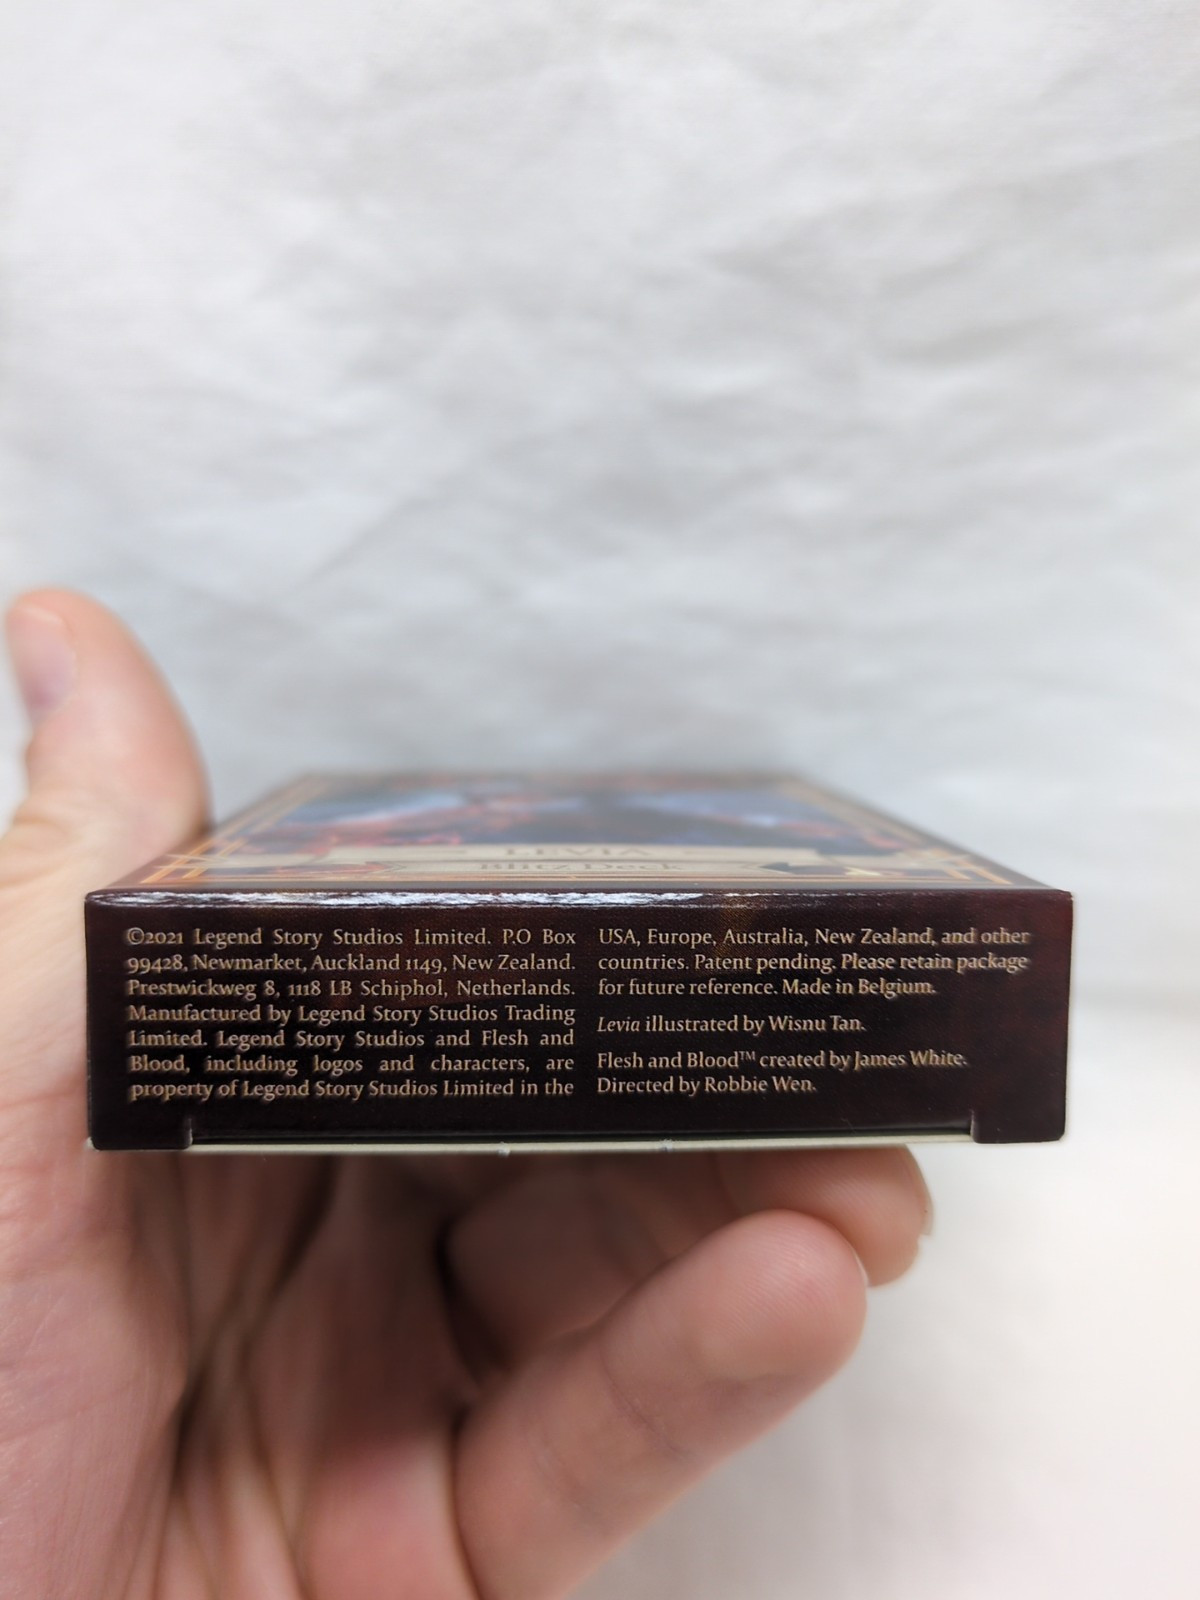 LEVIA
Blitz Deck
©2021 Legend Story Studios Limited. P.O Box
99428, Newmarket, Auckland 1149, New Zealand.
Prestwickweg 8, 1118 LB Schiphol, Netherlands.
Manufactured by Legend Story Studios Trading
Limited. Legend Story Studios and Flesh and
Blood, including logos and characters, are
property of Legend Story Studios Limited in the
USA, Europe, Australia, New Zealand, and other
countries. Patent pending. Please retain package
for future reference. Made in Belgium.
Levia illustrated by Wisnu Tan.
Flesh and Blood™ created by James White.
Directed by Robbie Wen.